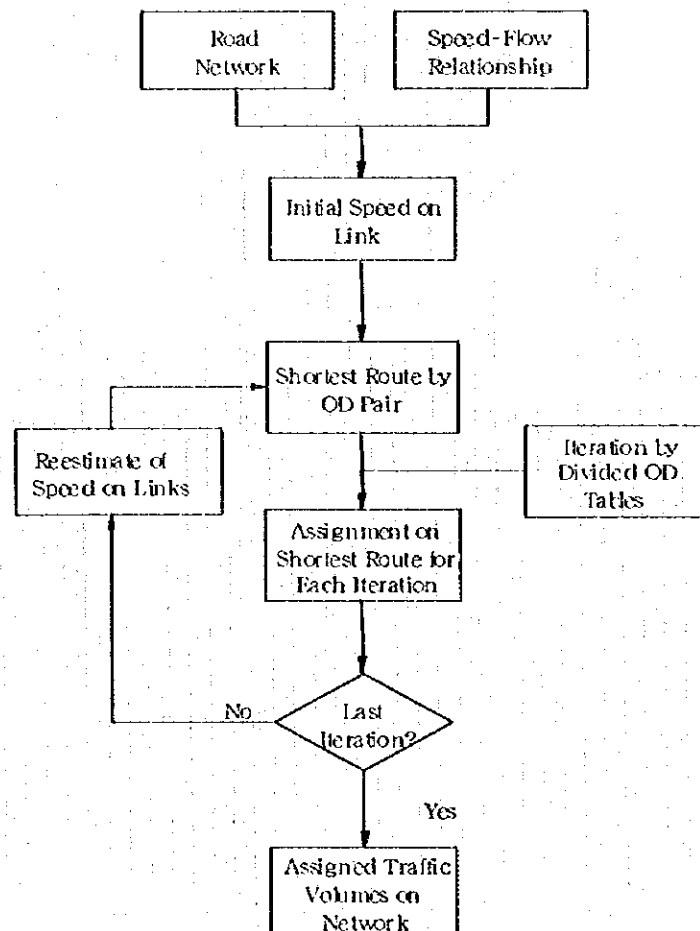 Road
Network
Speed-Flow
Relationship
Initial Speed on
Link
Shortest Route by
OD Pair
Reestimate of
Speed on Links
Iteration by
Divided OD
Tables
Assignment on
Shortest Route for
Each Iteration
No
Last
Iteration?
Yes
Assigned Traffic
Volumes on
Network